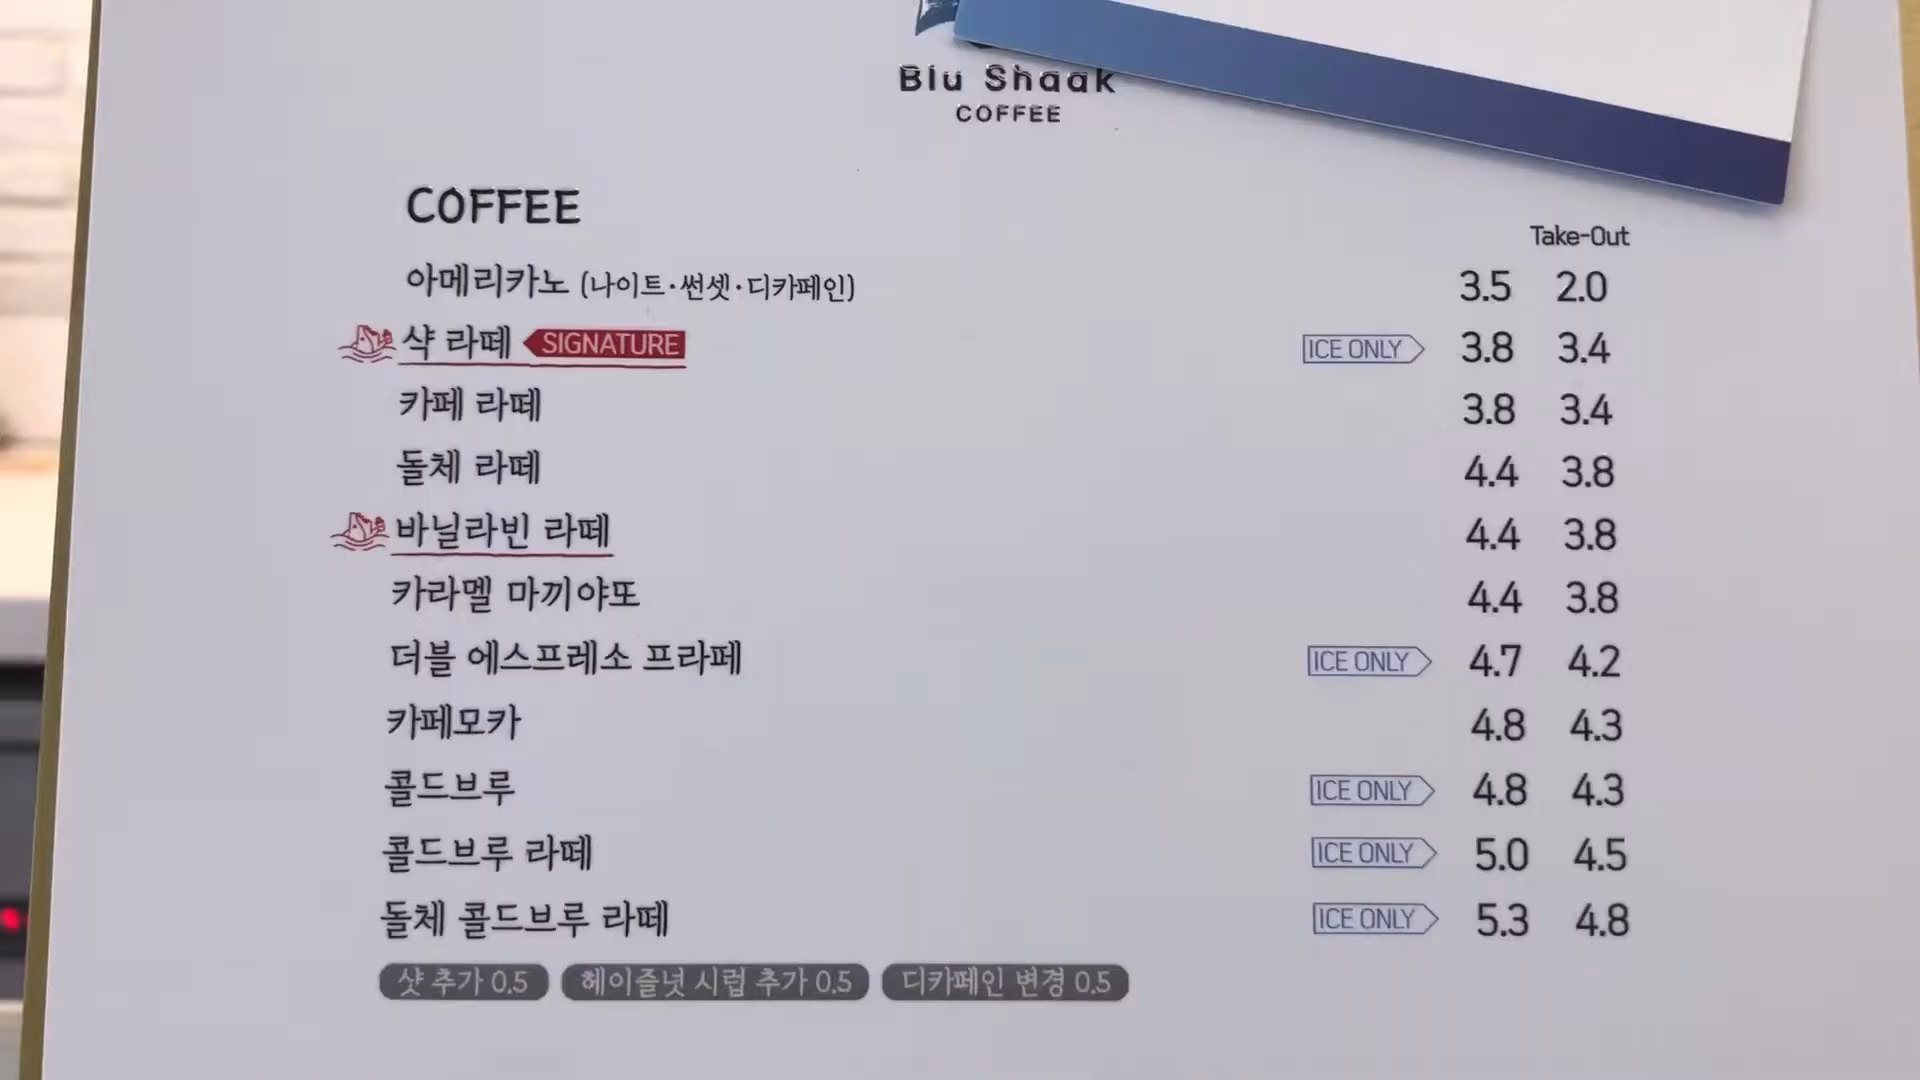 Blu Shaak
COFFEE
COFFEE
Take-Out
아메리카노 (나이트·썬셋·디카페인) 3.5 2.0
샥 라떼 SIGNATURE ICE ONLY 3.8 3.4
카페 라떼 3.8 3.4
돌체 라떼 4.4 3.8
바닐라빈 라떼 4.4 3.8
카라멜 마끼야또 4.4 3.8
더블 에스프레소 프라페 ICE ONLY 4.7 4.2
카페모카 4.8 4.3
콜드브루 ICE ONLY 4.8 4.3
콜드브루 라떼 ICE ONLY 5.0 4.5
돌체 콜드브루 라떼 ICE ONLY 5.3 4.8
샷 추가 0.5 헤이즐넛 시럽 추가 0.5 디카페인 변경 0.5